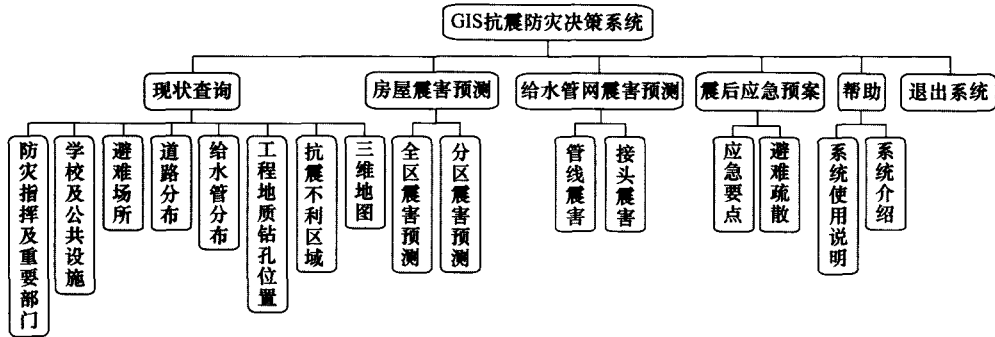 GIS抗震防灾决策系统
现状查询
房屋震害预测
给水管网震害预测
震后应急预案
帮助
退出系统
防灾指挥及重要部门
学校及公共设施
避难场所
道路分布
给水管分布
工程地质钻孔位置
抗震不利区域
三维地图
全区震害预测
分区震害预测
管线震害
接头震害
应急要点
避难疏散
系统使用说明
系统介绍